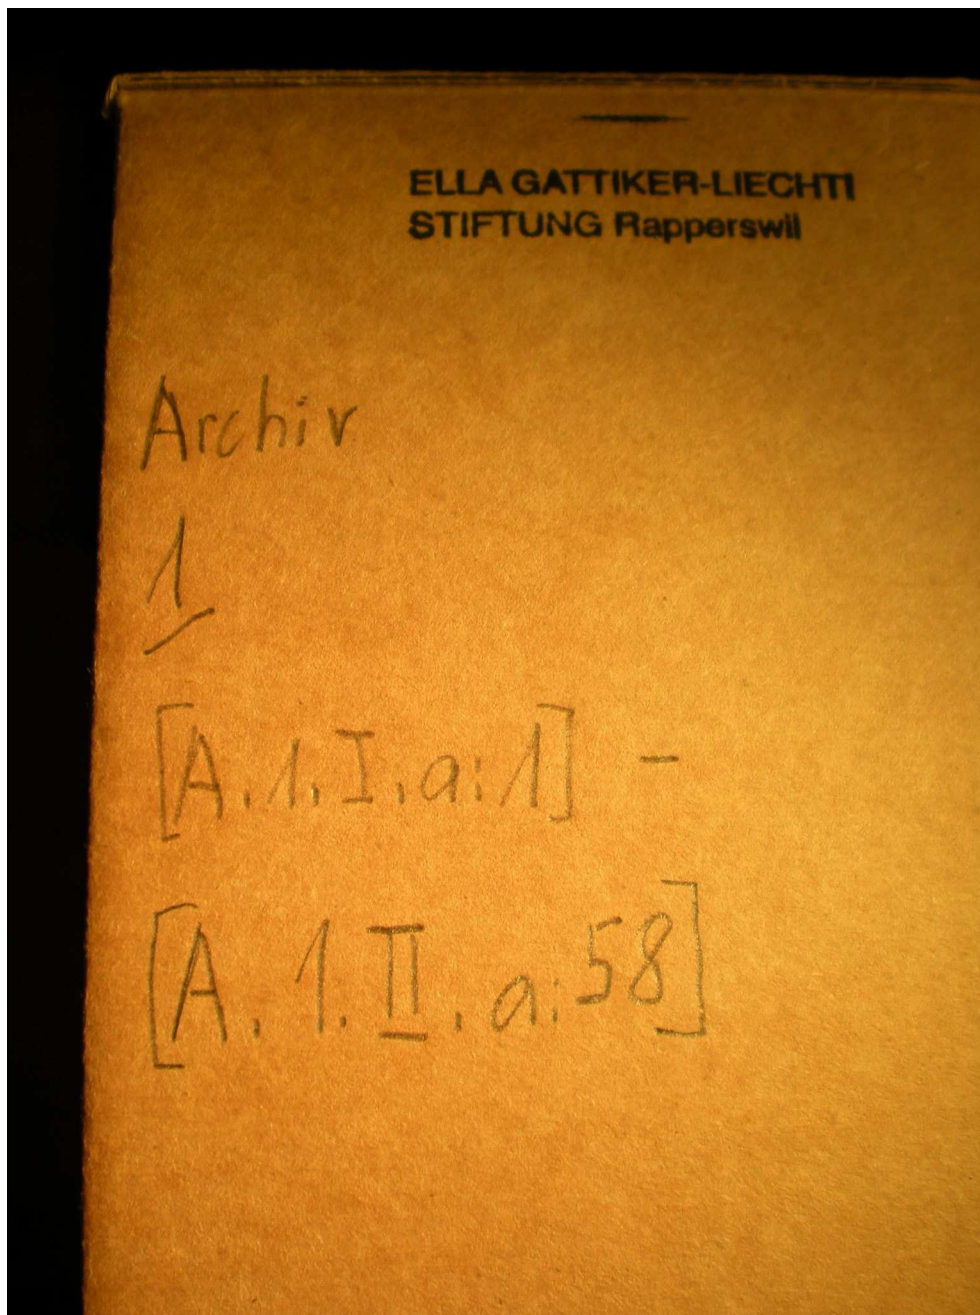 ELLA GATTIKER-LIECHTI
STIFTUNG Rapperswil
Archiv
1
[A.1.I.a:1] -
[A.1.II.a:58]